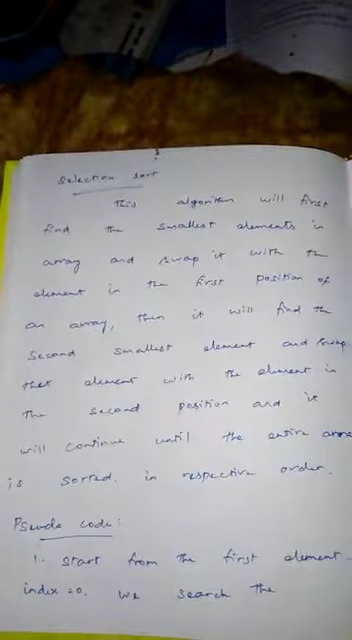 Selection sort
This algorithm will first
find the smallest elements in
array and swap it with the
element in the first position of
an array, then it will find the
second smallest element and swap
that element with the element in
the second position and it
will continue until the entire array
is sorted. in respective order.
Pseudo code:
1. Start from the first element
index 20. We search the